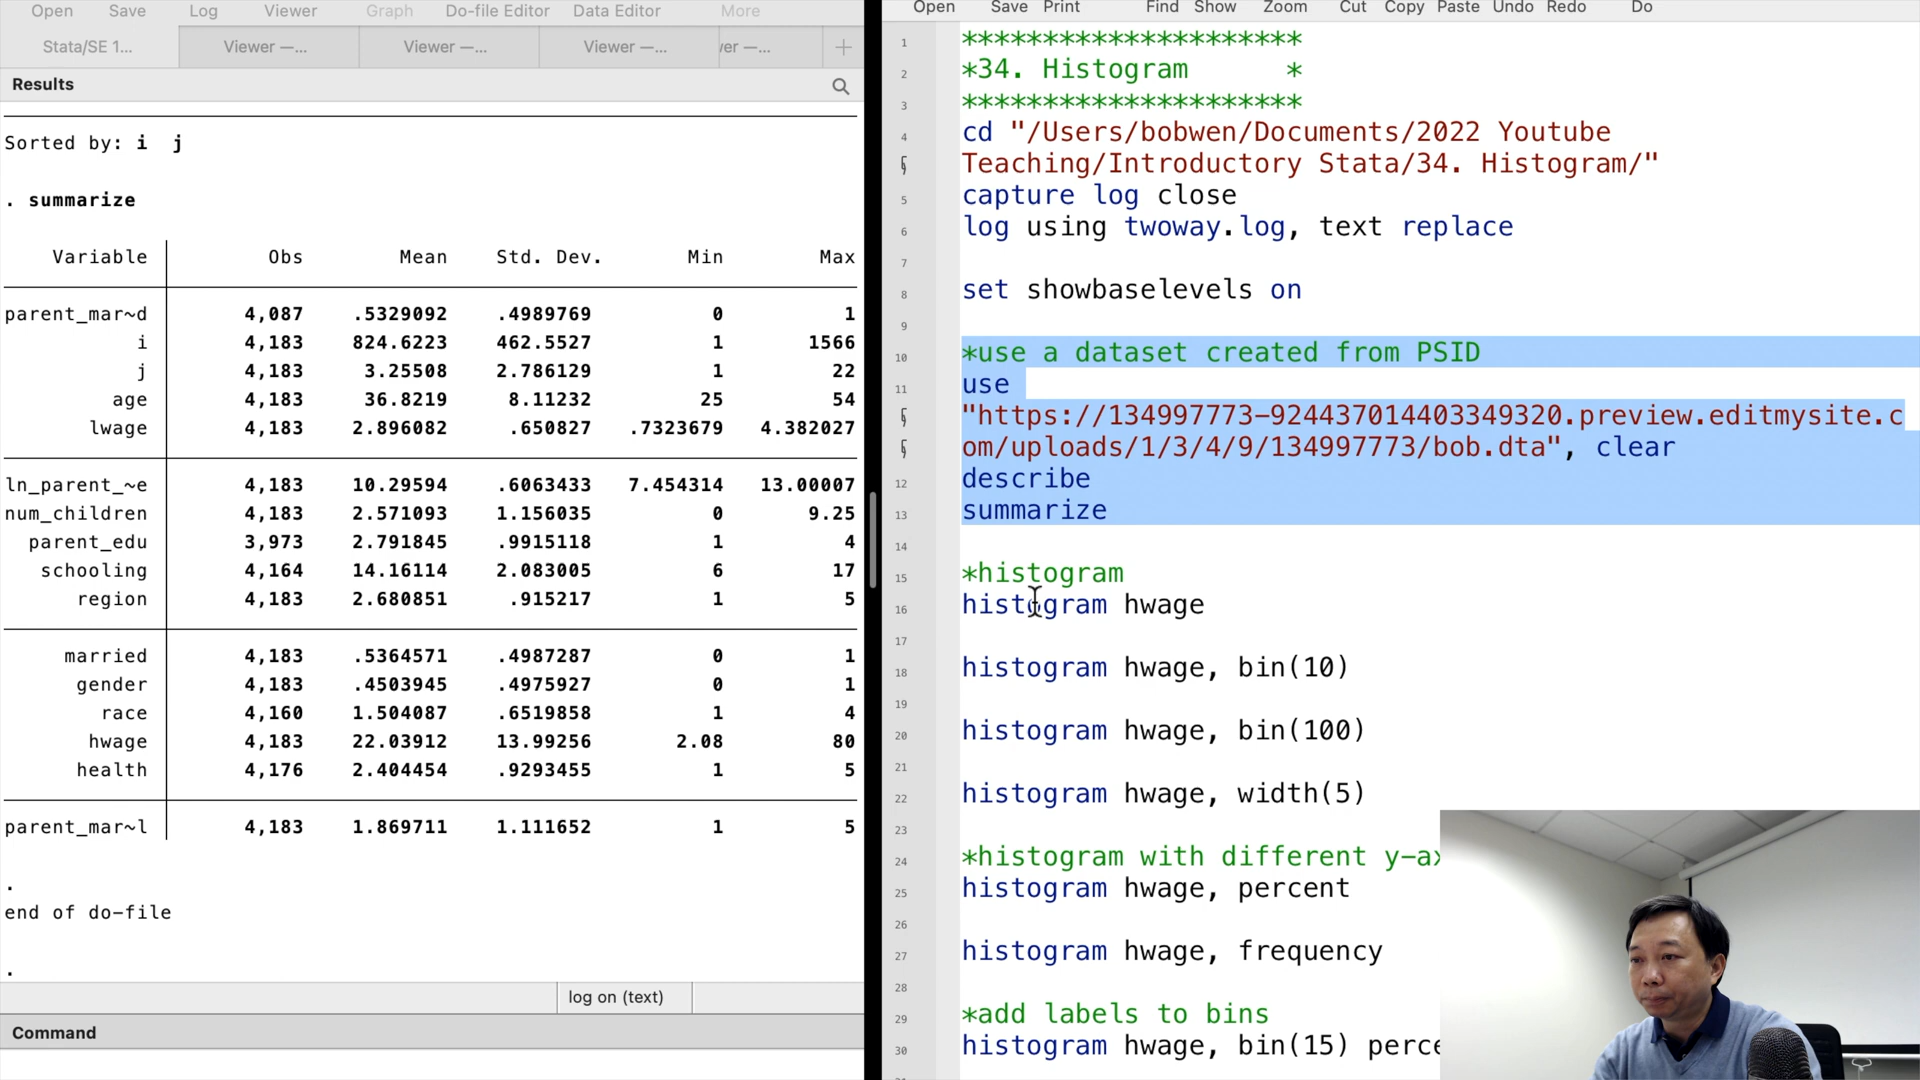 Open Save Log Viewer Graph Do-file Editor Data Editor More
Stata/SE 1... Viewer —... Viewer —... Viewer —... er —... +
Results
Sorted by: i j
. summarize
Variable Obs Mean Std. Dev. Min Max
parent_mar~d 4,087 .5329092 .4989769 0 1
i 4,183 824.6223 462.5527 1 1566
j 4,183 3.25508 2.786129 1 22
age 4,183 36.8219 8.11232 25 54
lwage 4,183 2.896082 .650827 .7323679 4.382027
ln_parent_~e 4,183 10.29594 .6063433 7.454314 13.00007
num_children 4,183 2.571093 1.156035 0 9.25
parent_edu 3,973 2.791845 .9915118 1 4
schooling 4,164 14.16114 2.083005 6 17
region 4,183 2.680851 .915217 1 5
married 4,183 .5364571 .4987287 0 1
gender 4,183 .4503945 .4975927 0 1
race 4,160 1.504087 .6519858 1 4
hwage 4,183 22.03912 13.99256 2.08 80
health 4,176 2.404454 .9293455 1 5
parent_mar~l 4,183 1.869711 1.111652 1 5
.
end of do-file
.
log on (text)
Command
Open Save Print Find Show Zoom Cut Copy Paste Undo Redo Do
1 *********************
2 *34. Histogram *
3 *********************
4 cd "/Users/bobwen/Documents/2022 Youtube
Teaching/Introductory Stata/34. Histogram/"
5 capture log close
6 log using twoway.log, text replace
7
8 set showbaselevels on
9
10 *use a dataset created from PSID
11 use
"https://134997773-924437014403349320.preview.editmysite.c
om/uploads/1/3/4/9/134997773/bob.dta", clear
12 describe
13 summarize
14
15 *histogram
16 histogram hwage
17
18 histogram hwage, bin(10)
19
20 histogram hwage, bin(100)
21
22 histogram hwage, width(5)
23
24 *histogram with different y-ax
25 histogram hwage, percent
26
27 histogram hwage, frequency
28
29 *add labels to bins
30 histogram hwage, bin(15) perce